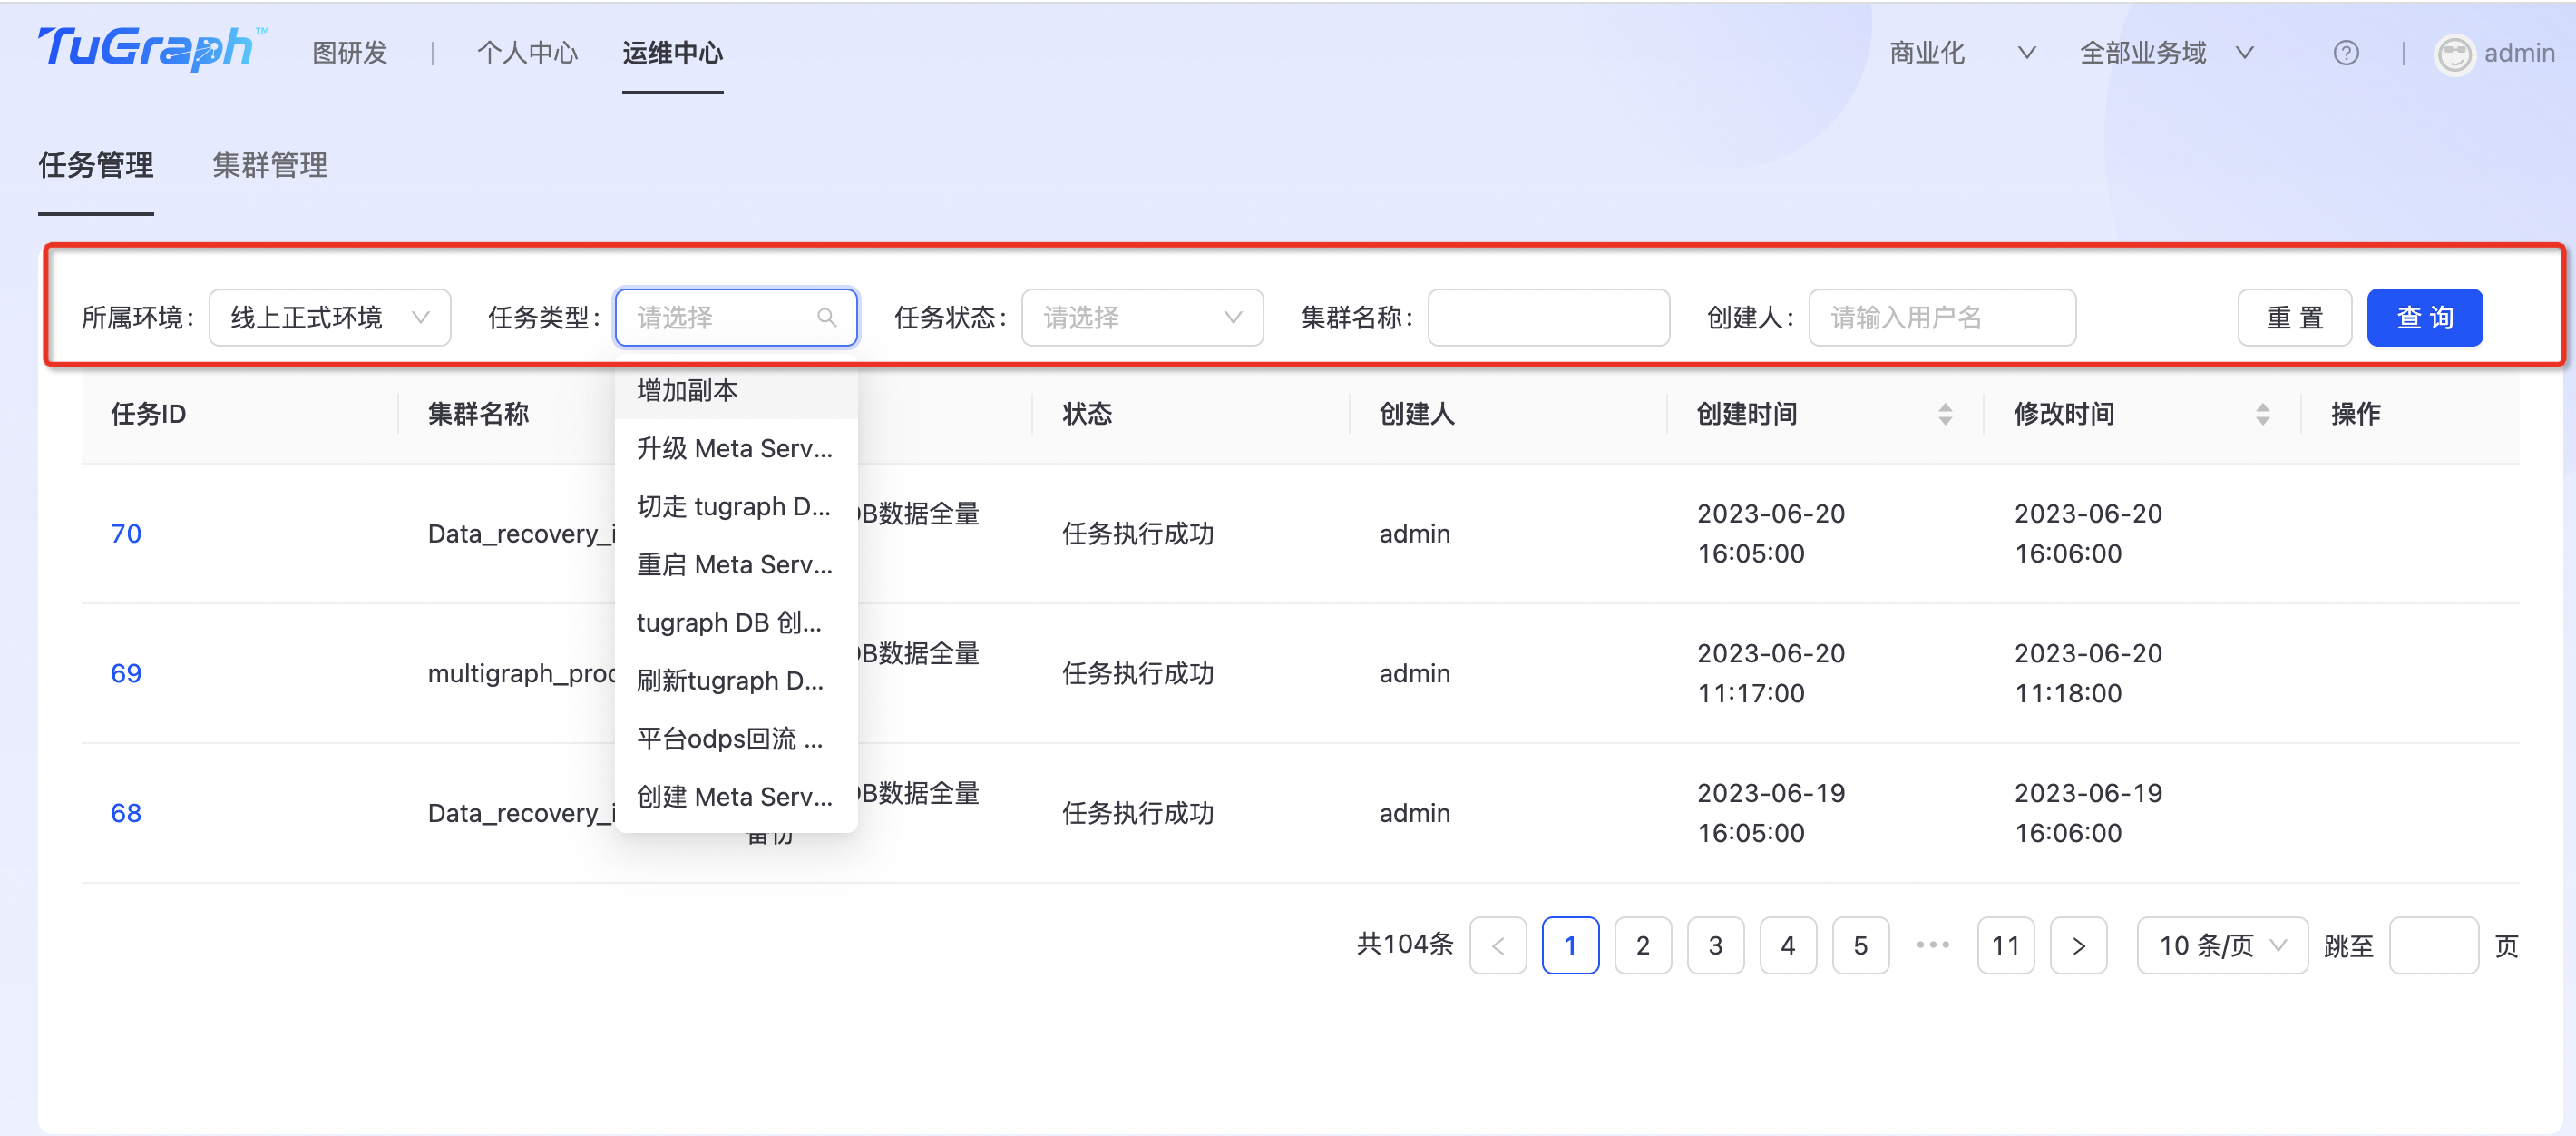 TuGraph™ 图研发 | 个人中心 运维中心 商业化 全部业务域 ? | admin
任务管理 集群管理
所属环境: 线上正式环境 任务类型: 请选择 任务状态: 请选择 集群名称: 创建人: 请输入用户名 重 置 查 询
增加副本
升级 Meta Serv...
切走 tugraph D...
重启 Meta Serv...
tugraph DB 创...
刷新tugraph D...
平台odps回流 ...
创建 Meta Serv...
任务ID 集群名称 状态 创建人 创建时间 修改时间 操作
70 Data_recovery_i B数据全量 任务执行成功 admin 2023-06-20 16:05:00 2023-06-20 16:06:00
69 multigraph_proc B数据全量 任务执行成功 admin 2023-06-20 11:17:00 2023-06-20 11:18:00
68 Data_recovery_i B数据全量 任务执行成功 admin 2023-06-19 16:05:00 2023-06-19 16:06:00
共104条 < 1 2 3 4 5 ••• 11 > 10 条/页 跳至 页